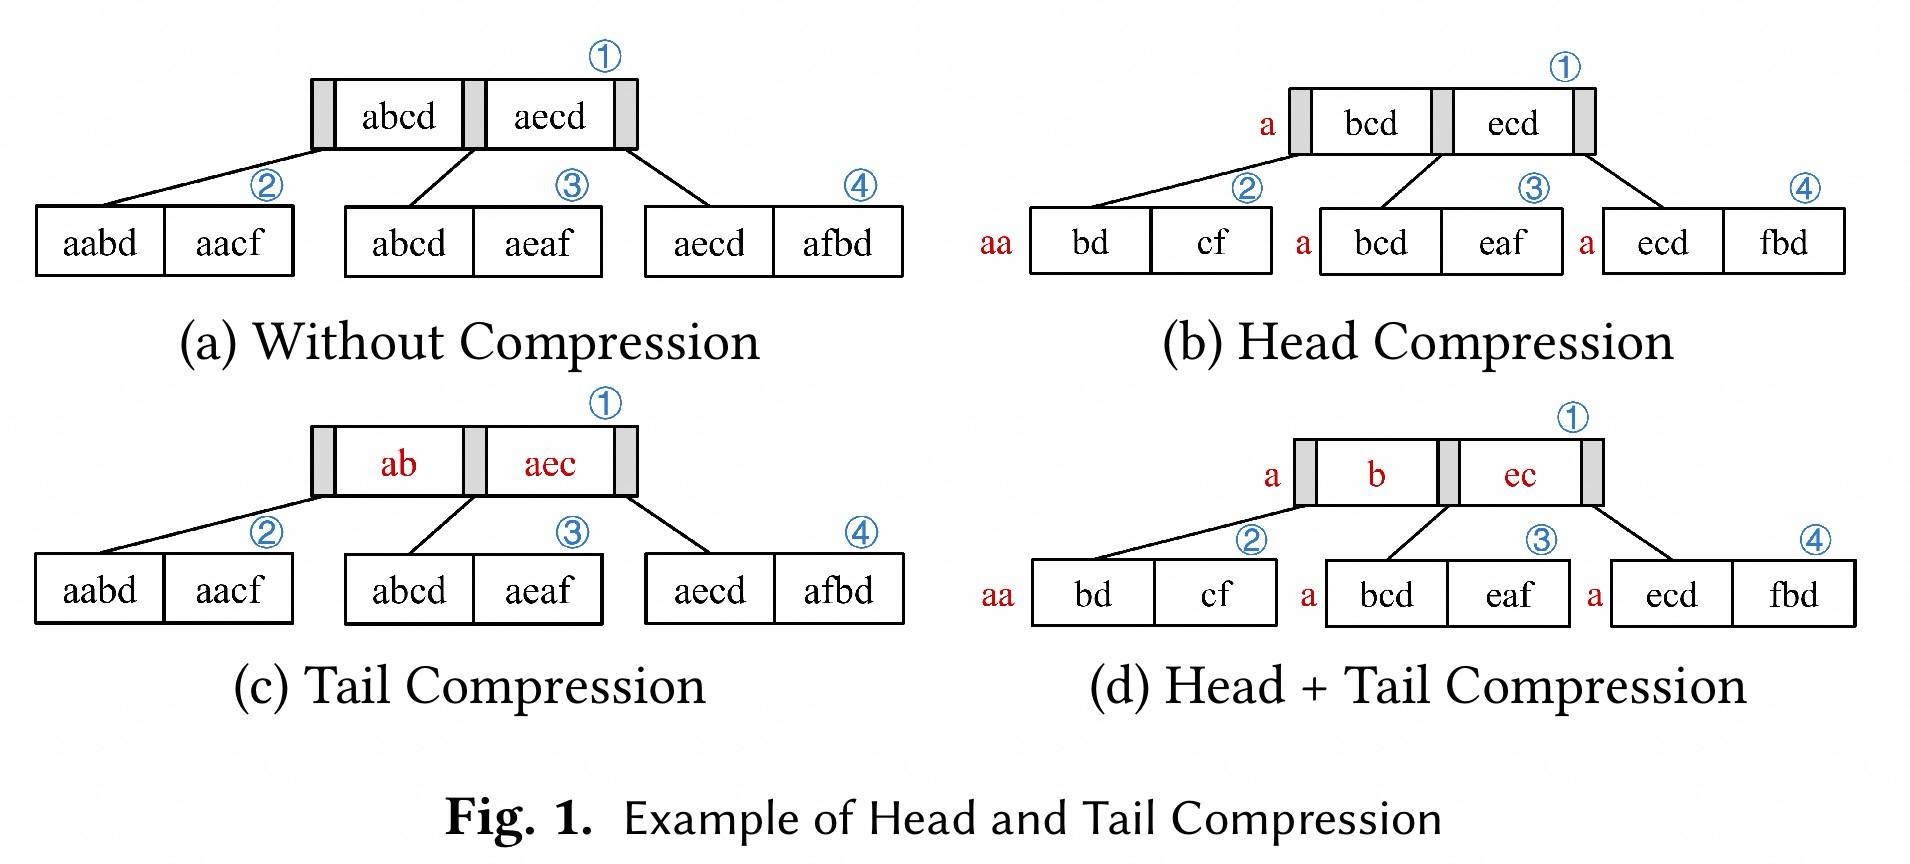 ①
abcd aecd
② ③ ④
aabd aacf abcd aeaf aecd afbd
(a) Without Compression
①
a bcd ecd
② ③ ④
aa bd cf a bcd eaf a ecd fbd
(b) Head Compression
①
ab aec
② ③ ④
aabd aacf abcd aeaf aecd afbd
(c) Tail Compression
①
a b ec
② ③ ④
aa bd cf a bcd eaf a ecd fbd
(d) Head + Tail Compression
Fig. 1. Example of Head and Tail Compression